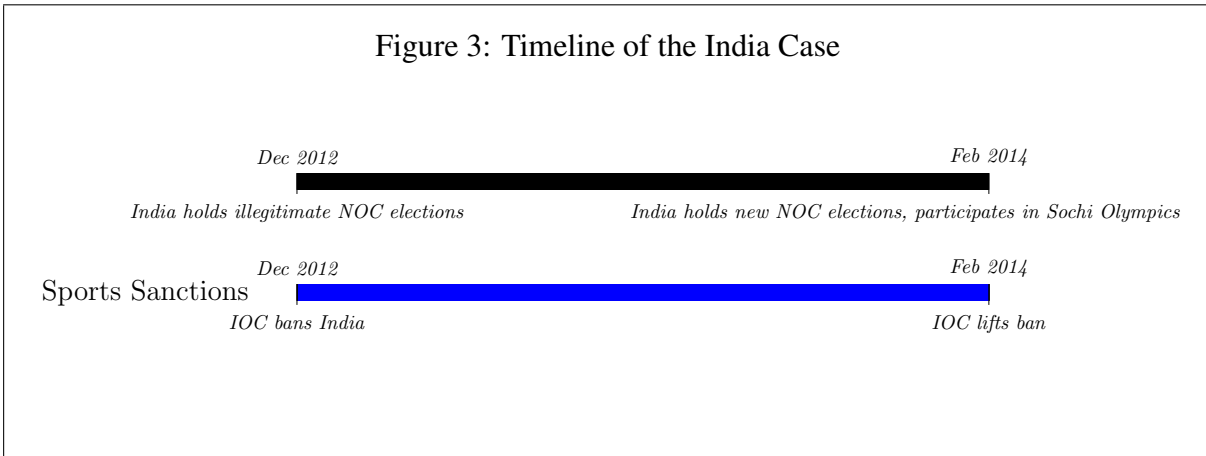 Figure 3: Timeline of the India Case
Dec 2012 Feb 2014
India holds illegitimate NOC elections India holds new NOC elections, participates in Sochi Olympics
Dec 2012 Feb 2014
Sports Sanctions
IOC bans India IOC lifts ban